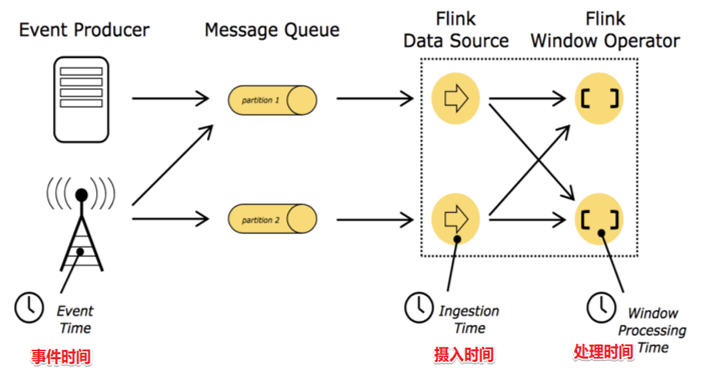 Event Producer
Message Queue
Flink
Data Source
Flink
Window Operator
partition 1
partition 2
Event
Time
事件时间
Ingestion
Time
摄入时间
Window
Processing
Time
处理时间